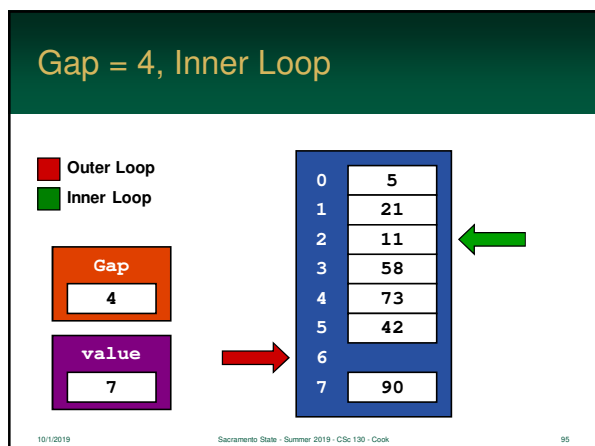 Gap = 4, Inner Loop
Outer Loop
Inner Loop
Gap
4
value
7
0 5
1 21
2 11
3 58
4 73
5 42
6
7 90
10/1/2019 Sacramento State - Summer 2019 - CSc 130 - Cook 95